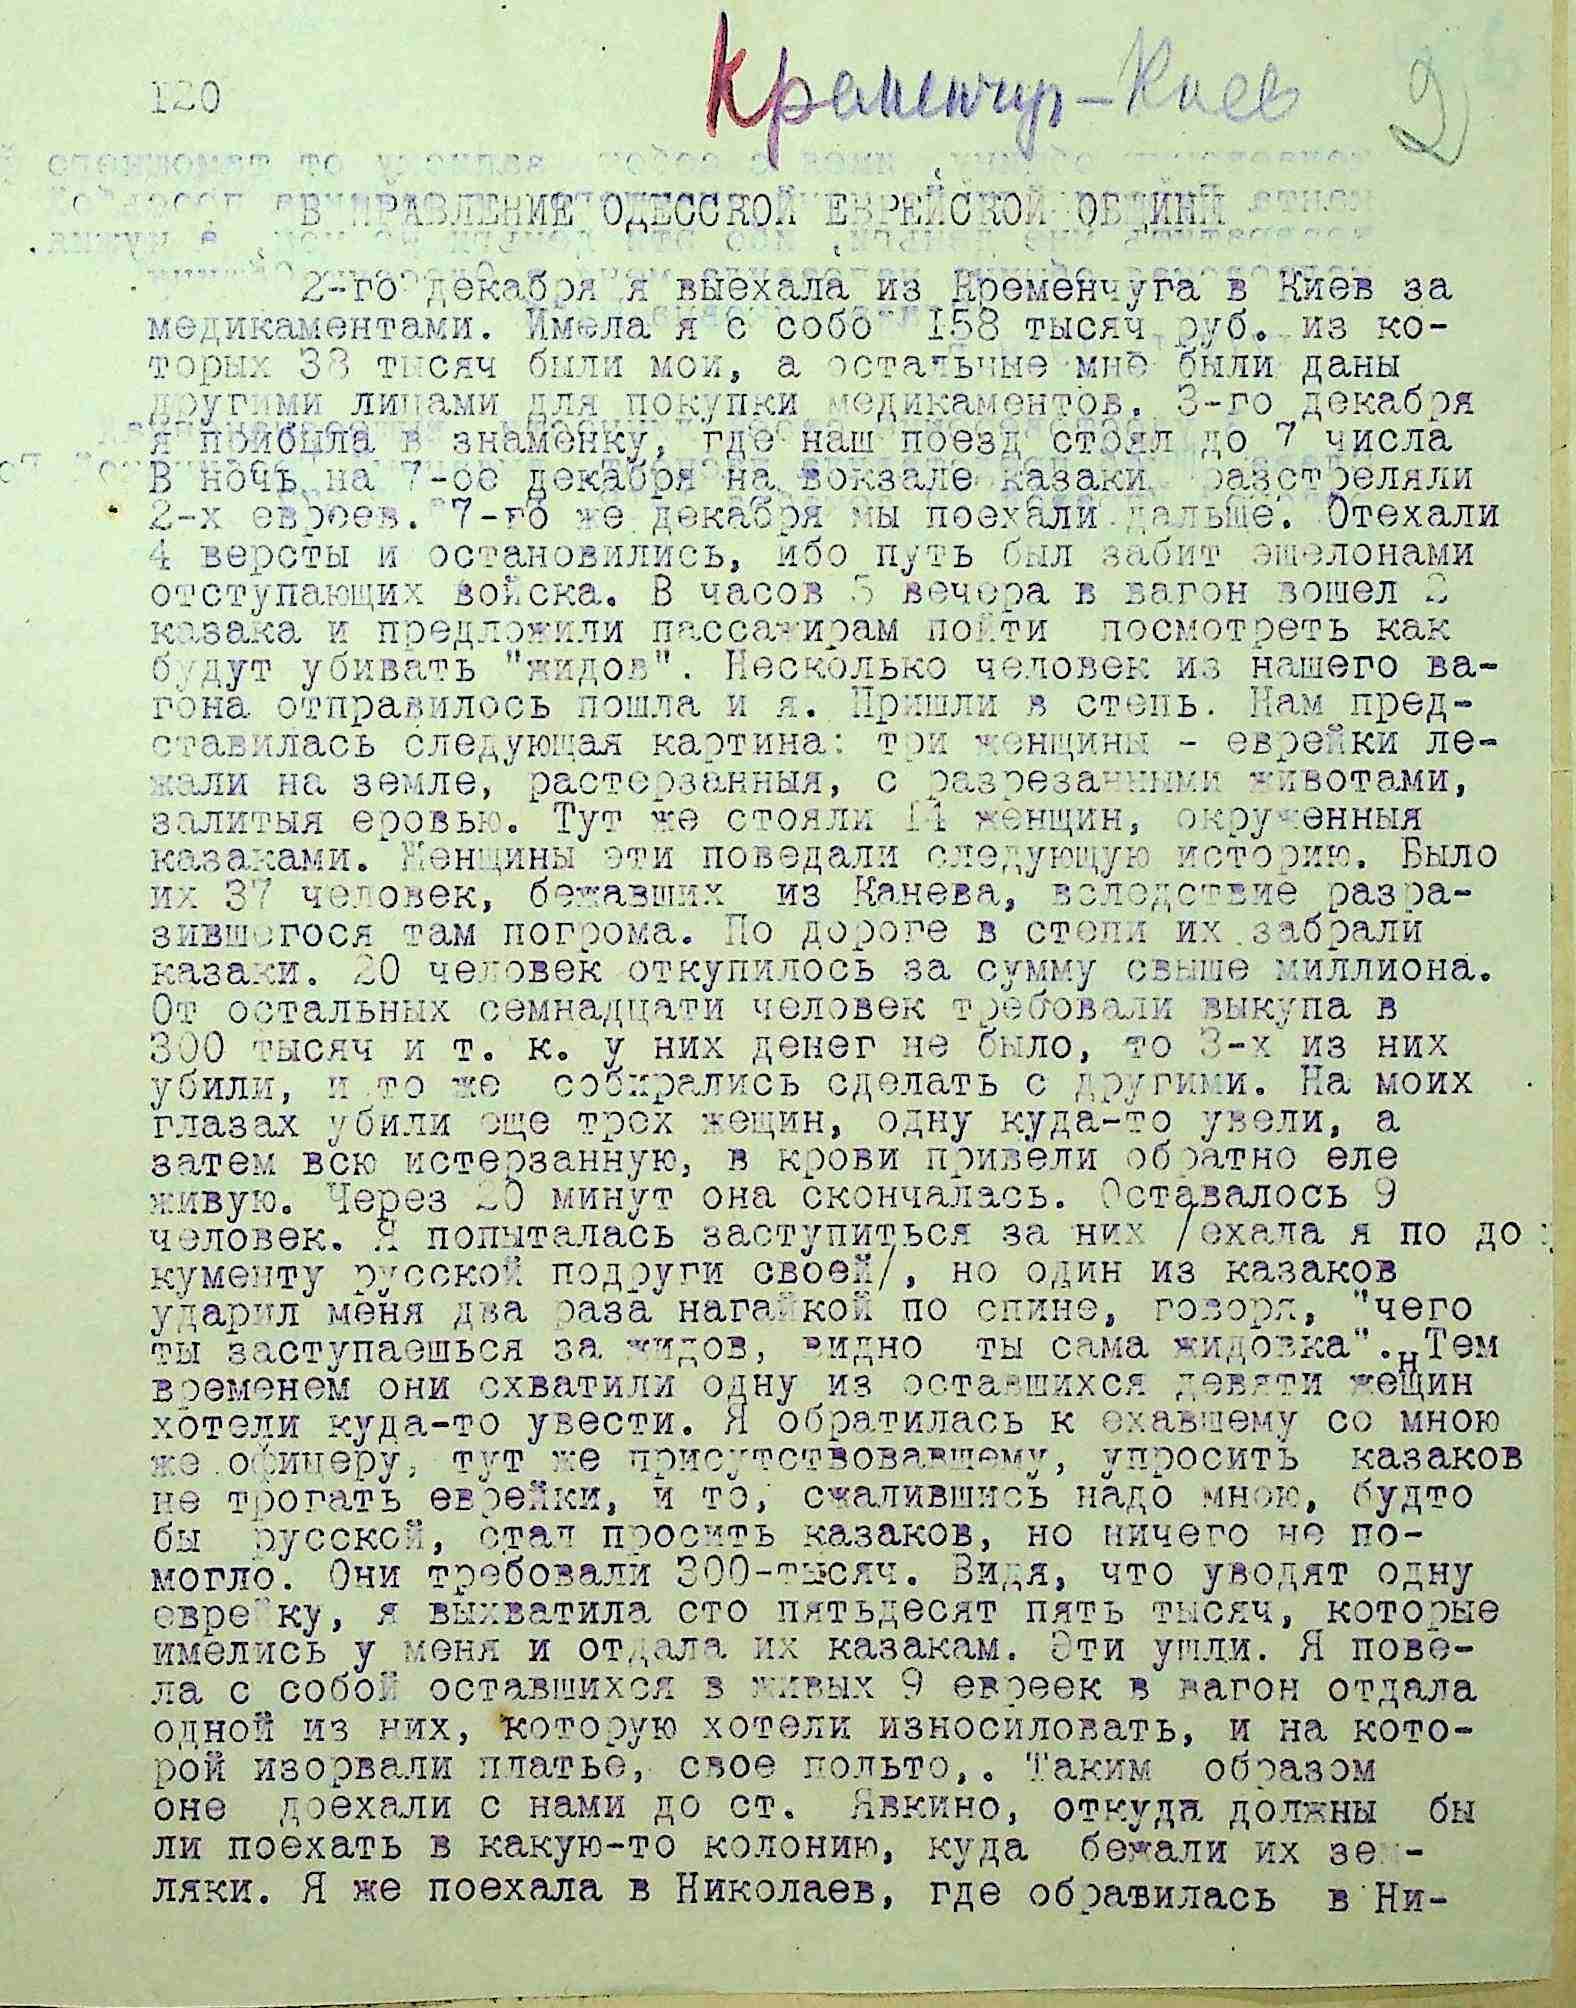 120
Кременчуг – Киев
2
В ПРАВЛЕНИЕ ОДЕССКОЙ ЕВРЕЙСКОЙ ОБЩИНЫ
2-го декабря я выехала из Кременчуга в Киев за
медикаментами. Имела я с собо 158 тысяч руб. из ко-
торых 38 тысяч были мои, а остальные мне были даны
другими лицами для покупки медикаментов. 3-го декабря
я прибыла в знаменку, где наш поезд стоял до 7 числа
В ночь на 7-ое декабря на вокзале казаки разстреляли
2-х евреев. 7-го же декабря мы поехали дальше. Отехали
4 версты и остановились, ибо путь был забит эшелонами
отступающих войска. В часов 5 вечера в вагон вошел 2
казака и предложили пассажирам пойти посмотреть как
будут убивать "жидов". Несколько человек из нашего ва-
гона отправилось пошла и я. Пришли в степь. Нам пред-
ставилась следующая картина: три женщины - еврейки ле-
жали на земле, растерзанныя, с разрезанными животами,
залитыя еровью. Тут же стояли 14 женщин, окруженныя
казаками. Женщины эти поведали следующую историю. Было
их 37 человек, бежавших из Канева, вследствие разра-
зившегося там погрома. По дороге в степи их забрали
казаки. 20 человек откупилось за сумму свыше миллиона.
От остальных семнадцати человек требовали выкупа в
300 тысяч и т. к. у них денег не было, то 3-х из них
убили, и то же собирались сделать с другими. На моих
глазах убили еще трех жещин, одну куда-то увели, а
затем всю истерзанную, в крови привели обратно еле
живую. Через 20 минут она скончалась. Оставалось 9
человек. Я попыталась заступиться за них /ехала я по до
кументу русской подруги своей/, но один из казаков
ударил меня два раза нагайкой по спине, говоря, "чего
ты заступаешься за жидов, видно ты сама жидовка". Тем
временем они схватили одну из оставшихся девяти женщин
хотели куда-то увести. Я обратилась к ехавшему со мною
же офицеру, тут же присутствовавшему, упросить казаков
не трогать еврейки, и то, сжалившись надо мною, будто
бы русской, стал просить казаков, но ничего не по-
могло. Они требовали 300-тысяч. Видя, что уводят одну
еврейку, я выхватила сто пятьдесят пять тысяч, которые
имелись у меня и отдала их казакам. Эти ушли. Я пове-
ла с собой оставшихся в живых 9 евреек в вагон отдала
одной из них, которую хотели износиловать, и на кото-
рой изорвали платье, свое польто,. Таким образом
оне доехали с нами до ст. Явкино, откуда должны бы
ли поехать в какую-то колонию, куда бежали их зем-
ляки. Я же поехала в Николаев, где обратилась в Ни-